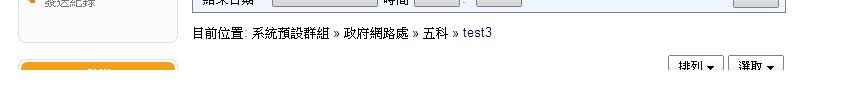 發送紀錄
結束日期 時間 :
目前位置: 系統預設群組 » 政府網路處 » 五科 » test3
排列 選取